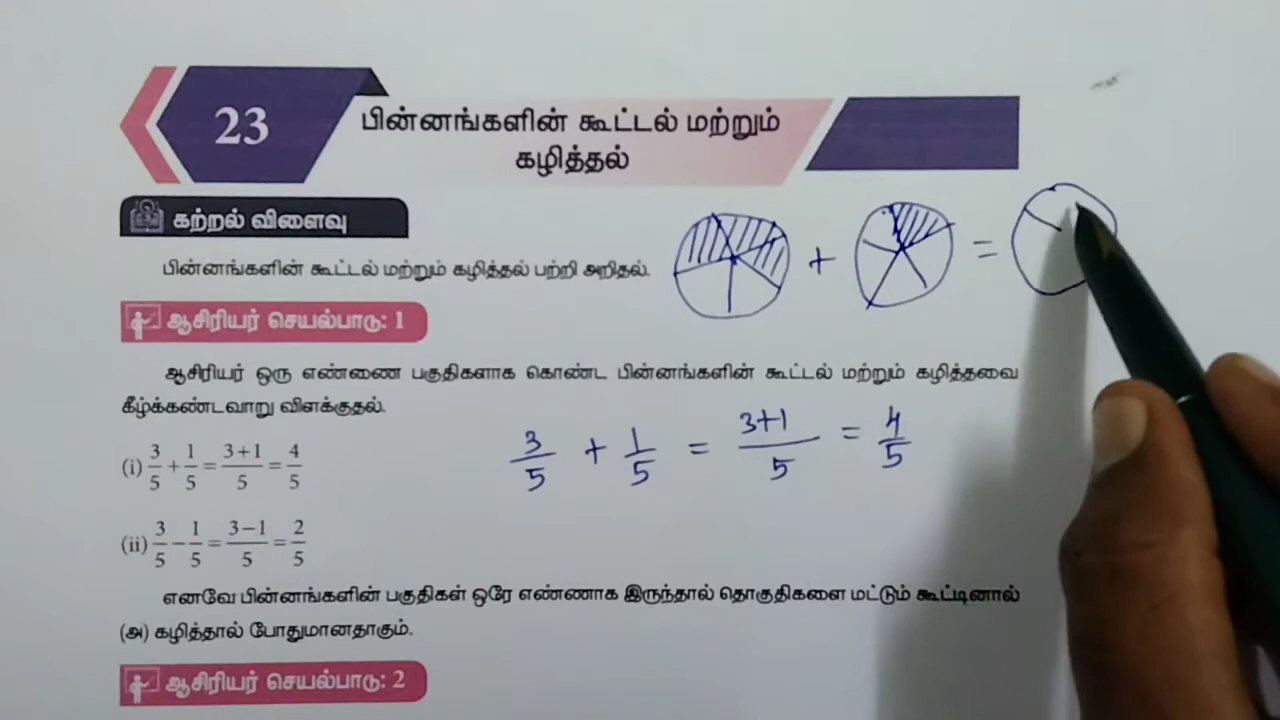 23
பின்னங்களின் கூட்டல் மற்றும்
கழித்தல்
கற்றல் விளைவு
பின்னங்களின் கூட்டல் மற்றும் கழித்தல் பற்றி அறிதல்.
+ =
ஆசிரியர் செயல்பாடு: 1
ஆசிரியர் ஒரு எண்ணை பகுதிகளாக கொண்ட பின்னங்களின் கூட்டல் மற்றும் கழித்தவை
கீழ்க்கண்டவாறு விளக்குதல்.
(i) 3/5 + 1/5 = 3+1/5 = 4/5
3/5 + 1/5 = 3+1/5 = 4/5
(ii) 3/5 − 1/5 = 3−1/5 = 2/5
எனவே பின்னங்களின் பகுதிகள் ஒரே எண்ணாக இருந்தால் தொகுதிகளை மட்டும் கூட்டினால்
(அ) கழித்தால் போதுமானதாகும்.
ஆசிரியர் செயல்பாடு: 2